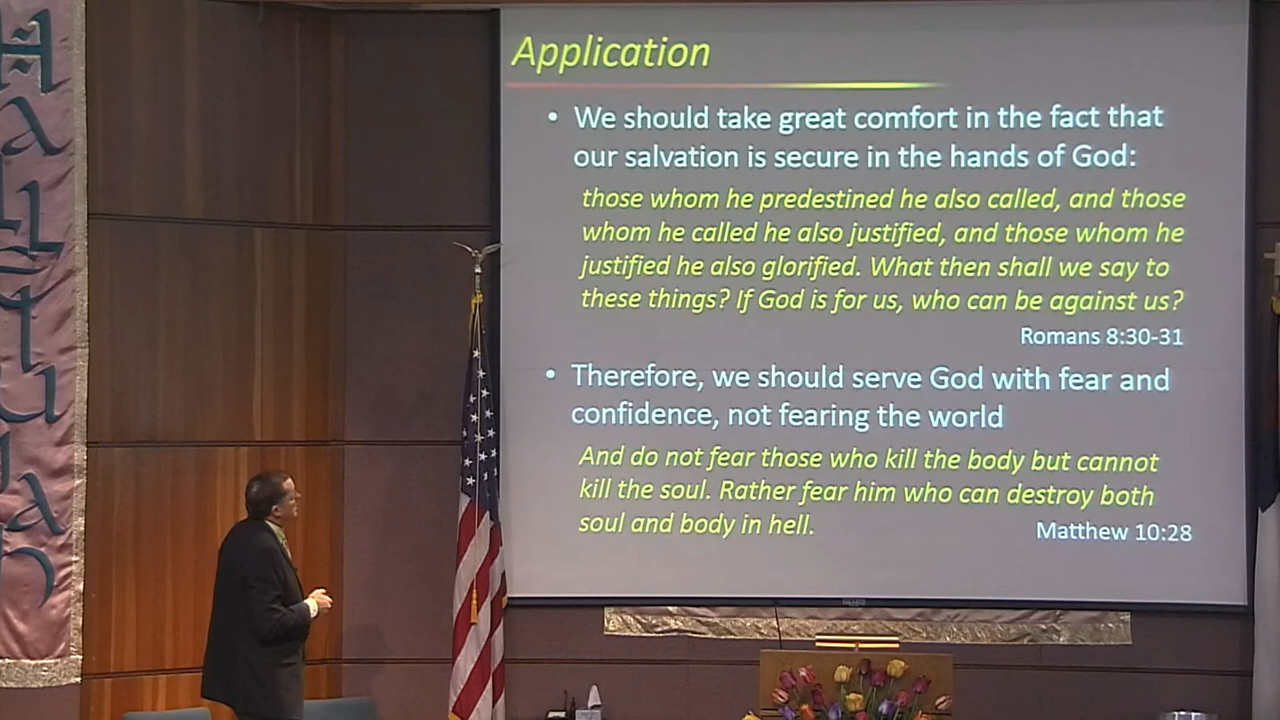 Hallelujah
Application
• We should take great comfort in the fact that
our salvation is secure in the hands of God:
those whom he predestined he also called, and those
whom he called he also justified, and those whom he
justified he also glorified. What then shall we say to
these things? If God is for us, who can be against us?
Romans 8:30-31
• Therefore, we should serve God with fear and
confidence, not fearing the world
And do not fear those who kill the body but cannot
kill the soul. Rather fear him who can destroy both
soul and body in hell.
Matthew 10:28